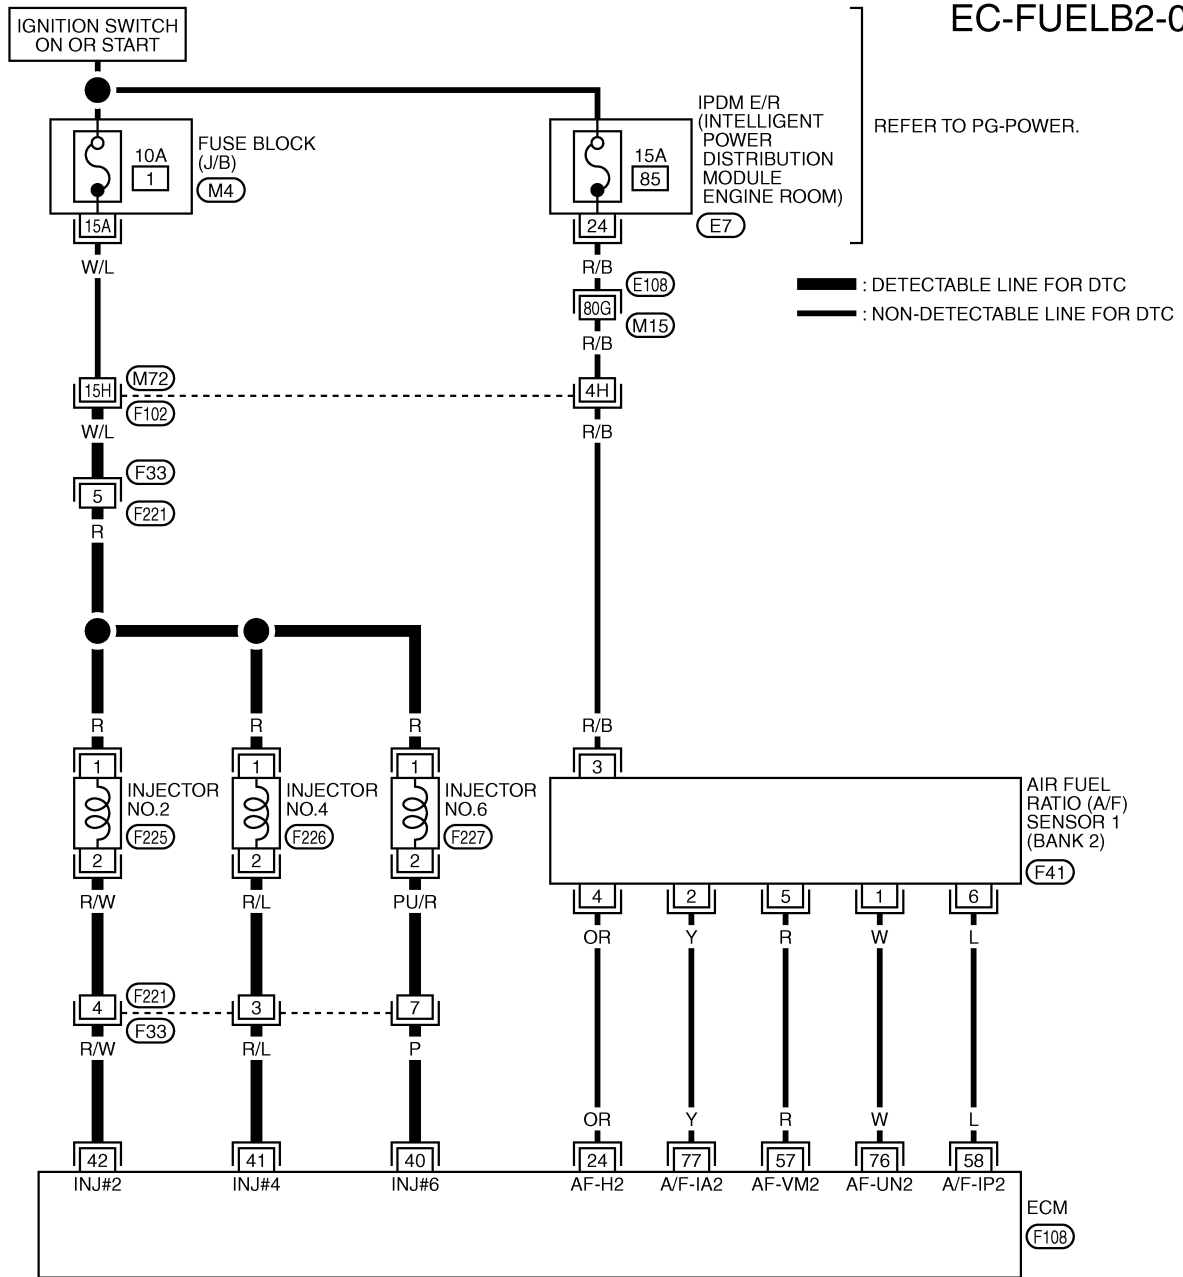 EC-FUELB2-0
IGNITION SWITCH
ON OR START
10A
1
FUSE BLOCK
(J/B)
M4
15A
W/L
15A
85
IPDM E/R
(INTELLIGENT
POWER
DISTRIBUTION
MODULE
ENGINE ROOM)
E7
24
R/B
REFER TO PG-POWER.
E108
80G
M15
R/B
: DETECTABLE LINE FOR DTC
: NON-DETECTABLE LINE FOR DTC
15H
M72
F102
W/L
4H
R/B
F33
5
F221
R
R
R
R
R/B
1
INJECTOR
NO.2
F225
2
R/W
1
INJECTOR
NO.4
F226
2
R/L
1
INJECTOR
NO.6
F227
2
PU/R
3
AIR FUEL
RATIO (A/F)
SENSOR 1
(BANK 2)
F41
4
2
5
1
6
OR
Y
R
W
L
4
F221
F33
3
7
R/W
R/L
P
OR
Y
R
W
L
42
41
40
24
77
57
76
58
INJ#2
INJ#4
INJ#6
AF-H2
A/F-IA2
AF-VM2
AF-UN2
A/F-IP2
ECM
F108